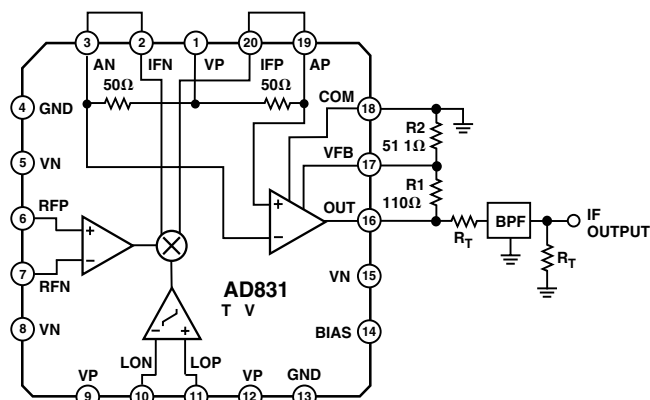 3 2 1 20 19
AN IFN VP IFP AP
50Ω 50Ω
COM 18
4 GND
R2
51 1Ω
VFB 17
5 VN
R1
110Ω
RFP
6
+ +
OUT 16
BPF
IF
OUTPUT
− −
RT
RT
7
RFN
VN 15
AD831
T V
8 VN
− +
BIAS 14
LON LOP
VP VP GND
9 10 11 12 13